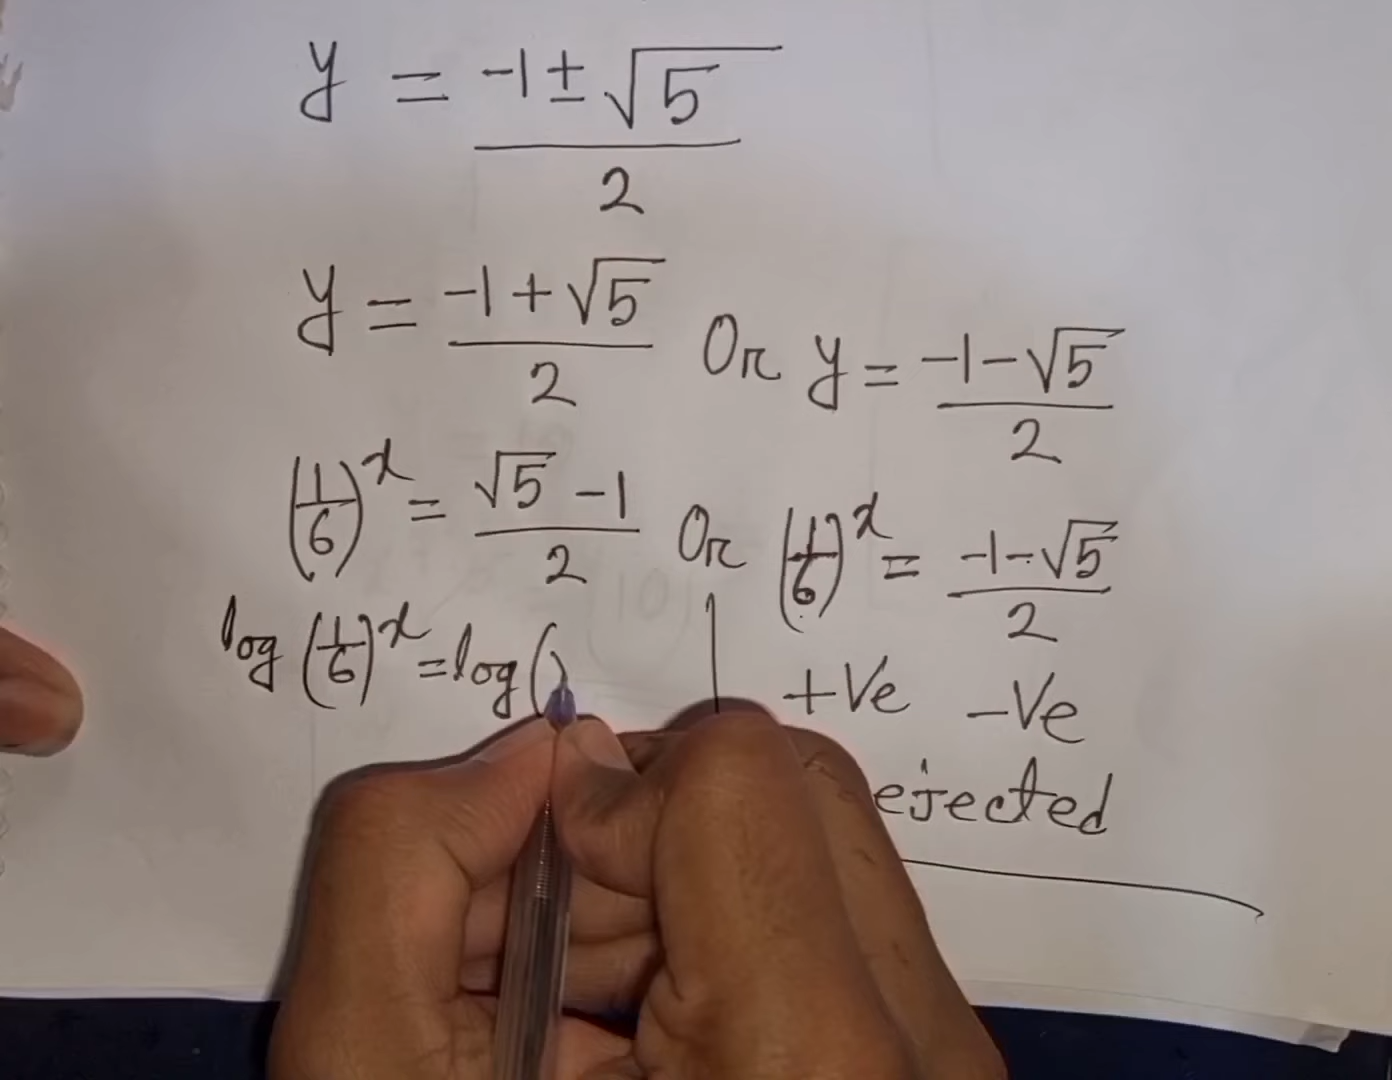 y = (-1 ± √5)/2
y = (-1 + √5)/2 Or y = (-1 - √5)/2
(1/6)^x = (√5 - 1)/2 Or (1/6)^x = (-1 - √5)/2
log (1/6)^x = log( +Ve -Ve
ejected